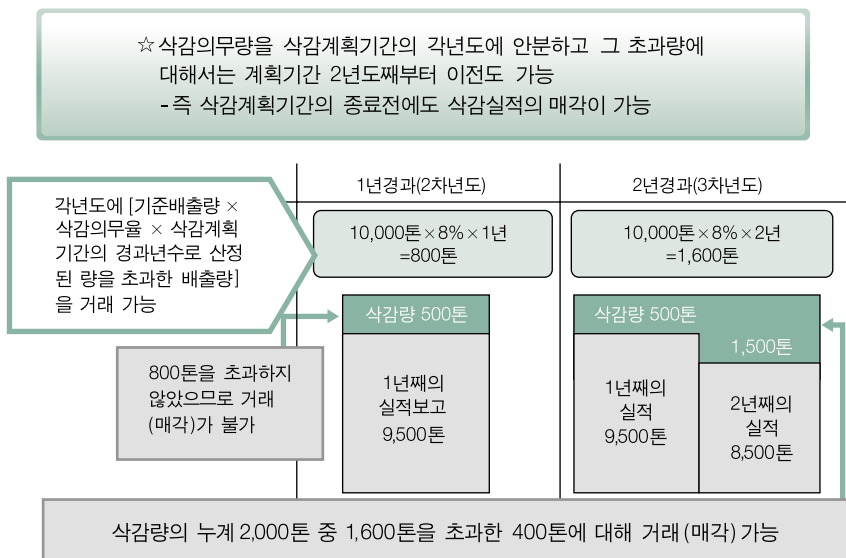 ☆삭감의무량을 삭감계획기간의 각년도에 안분하고 그 초과량에
대해서는 계획기간 2년도째부터 이전도 가능
-즉 삭감계획기간의 종료전에도 삭감실적의 매각이 가능
1년경과(2차년도)
2년경과(3차년도)
각년도에 [기준배출량 ×
삭감의무율 × 삭감계획
기간의 경과년수로 산정
된 량을 초과한 배출량]
을 거래 가능
10,000톤×8%×1년
=800톤
10,000톤×8%×2년
=1,600톤
삭감량 500톤
삭감량 500톤
1,500톤
800톤을 초과하지
않았으므로 거래
(매각)가 불가
1년째의
실적보고
9,500톤
1년째의
실적
9,500톤
2년째의
실적
8,500톤
삭감량의 누계 2,000톤 중 1,600톤을 초과한 400톤에 대해 거래(매각) 가능